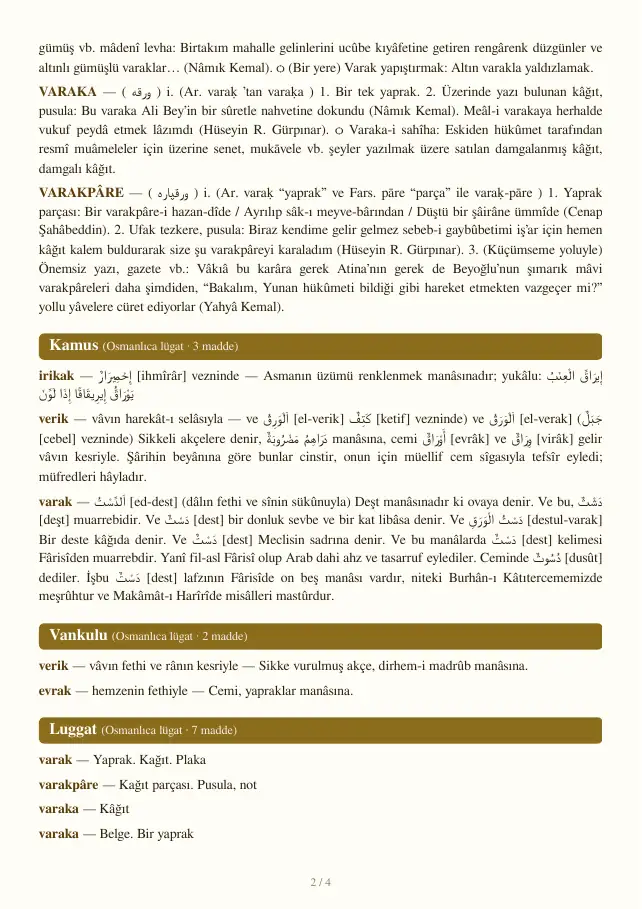 gümüş vb. mâdenî levha: Birtakım mahalle gelinlerini ucûbe kıyâfetine getiren rengârenk düzgünler ve
altınlı gümüşlü varaklar… (Nâmık Kemal). ѻ (Bir yere) Varak yapıştırmak: Altın varakla yaldızlamak.
VARAKA — ( ورقه ) i. (Ar. varaḳ ’tan varaḳa ) 1. Bir tek yaprak. 2. Üzerinde yazı bulunan kâğıt,
pusula: Bu varaka Ali Bey’in bir sûretle nahvetine dokundu (Nâmık Kemal). Meâl-i varakaya herhalde
vukuf peydâ etmek lâzımdı (Hüseyin R. Gürpınar). ѻ Varaka-i sahîha: Eskiden hükûmet tarafından
resmî muâmeleler için üzerine senet, mukāvele vb. şeyler yazılmak üzere satılan damgalanmış kâğıt,
damgalı kâğıt.
VARAKPÂRE — ( ورقپاره ) i. (Ar. varaḳ “yaprak” ve Fars. pāre “parça” ile varaḳ-pāre ) 1. Yaprak
parçası: Bir varakpâre-i hazan-dîde / Ayrılıp sâk-ı meyve-bârından / Düştü bir şâirâne ümmîde (Cenap
Şahâbeddin). 2. Ufak tezkere, pusula: Biraz kendime gelir gelmez sebeb-i gaybûbetimi iş’ar için hemen
kâğıt kalem buldurarak size şu varakpâreyi karaladım (Hüseyin R. Gürpınar). 3. (Küçümseme yoluyle)
Önemsiz yazı, gazete vb.: Vâkıâ bu karâra gerek Atina’nın gerek de Beyoğlu’nun şımarık mâvi
varakpâreleri daha şimdiden, “Bakalım, Yunan hükûmeti bildiği gibi hareket etmekten vazgeçer mi?”
yollu yâvelere cüret ediyorlar (Yahyâ Kemal).
Kamus (Osmanlıca lügat · 3 madde)
irikak — إِحْمِيرَارٌ [ihmîrâr] vezninde — Asmanın üzümü renklenmek manâsınadır; yukâlu: إِيرَاقُ الْعِنَبِ
يَوْرَاقُّ إِيرِيقَاقًا إِذَا لَوَّنَ
verik — vâvın harekât-ı selâsıyla — ve اَلْوَرِقُ [el-verik] كَتِفٌ [ketif] vezninde) ve اَلْوَرَقُ [el-verak] (جَبَلٌ
[cebel] vezninde) Sikkeli akçelere denir, دَرَاهِمُ مَضْرُوبَةٌ manâsına, cemi أَوْرَاقٌ [evrâk] ve وِرَاقٌ [virâk] gelir
vâvın kesriyle. Şârihin beyânına göre bunlar cinstir, onun için müellif cem sîgasıyla tefsîr eyledi;
müfredleri hâyladır.
varak — اَلدَّسْتُ [ed-dest] (dâlın fethi ve sînin sükûnuyla) Deşt manâsınadır ki ovaya denir. Ve bu, دَشْتٌ
[deşt] muarrebidir. Ve دَسْتٌ [dest] bir donluk sevbe ve bir kat libâsa denir. Ve دَسْتُ الْوَرَقِ [destul-varak]
Bir deste kâğıda denir. Ve دَسْتٌ [dest] Meclisin sadrına denir. Ve bu manâlarda دَسْتٌ [dest] kelimesi
Fârisîden muarrebdir. Yanî fil-asl Fârisî olup Arab dahi ahz ve tasarruf eylediler. Ceminde دُسُوتٌ [dusût]
dediler. İşbu دَسْتٌ [dest] lafzının Fârisîde on beş manâsı vardır, niteki Burhân-ı Kâtıtercememizde
meşrûhtur ve Makâmât-ı Harîrîde misâlleri mastûrdur.
Vankulu (Osmanlıca lügat · 2 madde)
verik — vâvın fethi ve rânın kesriyle — Sikke vurulmuş akçe, dirhem-i madrûb manâsına.
evrak — hemzenin fethiyle — Cemi, yapraklar manâsına.
Luggat (Osmanlıca lügat · 7 madde)
varak — Yaprak. Kağıt. Plaka
varakpâre — Kağıt parçası. Pusula, not
varaka — Kâğıt
varaka — Belge. Bir yaprak
2 / 4